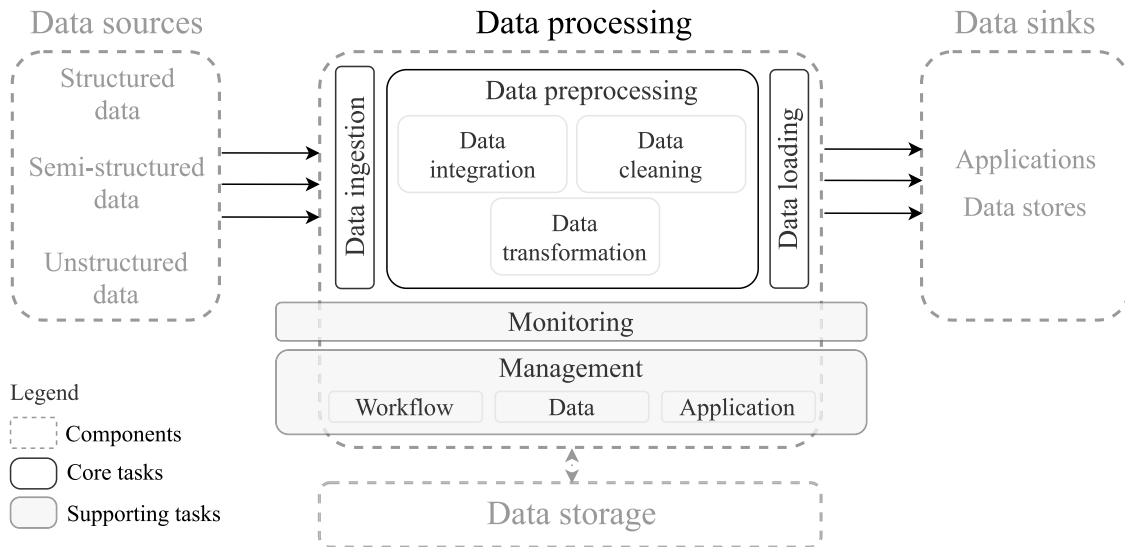 Data sources
Structured
data
Semi-structured
data
Unstructured
data
Data processing
Data ingestion
Data preprocessing
Data
integration
Data
cleaning
Data
transformation
Data loading
Monitoring
Management
Workflow
Data
Application
Data sinks
Applications
Data stores
Data storage
Legend
Components
Core tasks
Supporting tasks